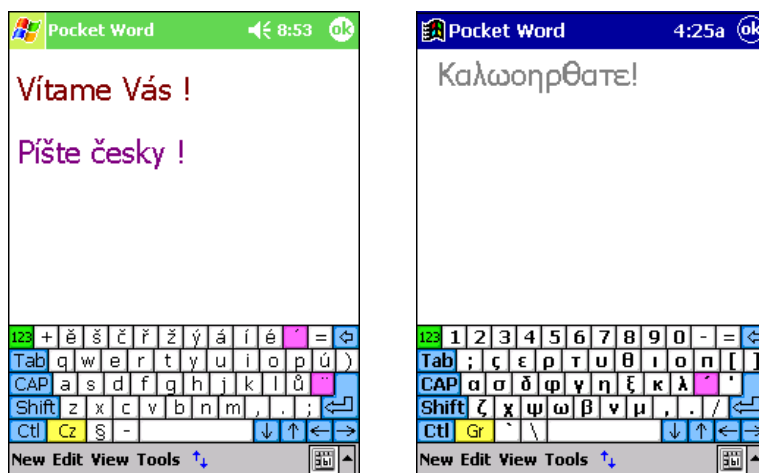 Pocket Word 8:53 ok
Vítame Vás !
Píšte česky !
123 + ě š č ř ž ý á í é ´ =
Tab q w e r t y u i o p ú )
CAP a s d f g h j k l ů ¨
Shift z x c v b n m , . ;
Ctl Cz § -
New Edit View Tools
Pocket Word 4:25a ok
Καλωοηρθατε!
123 1 2 3 4 5 6 7 8 9 0 - =
Tab ; ς ε ρ τ υ θ ι ο π [ ]
CAP α σ δ φ γ η ξ κ λ ´ '
Shift ζ χ ψ ω β ν μ , . /
Ctl Gr ` \
New Edit View Tools